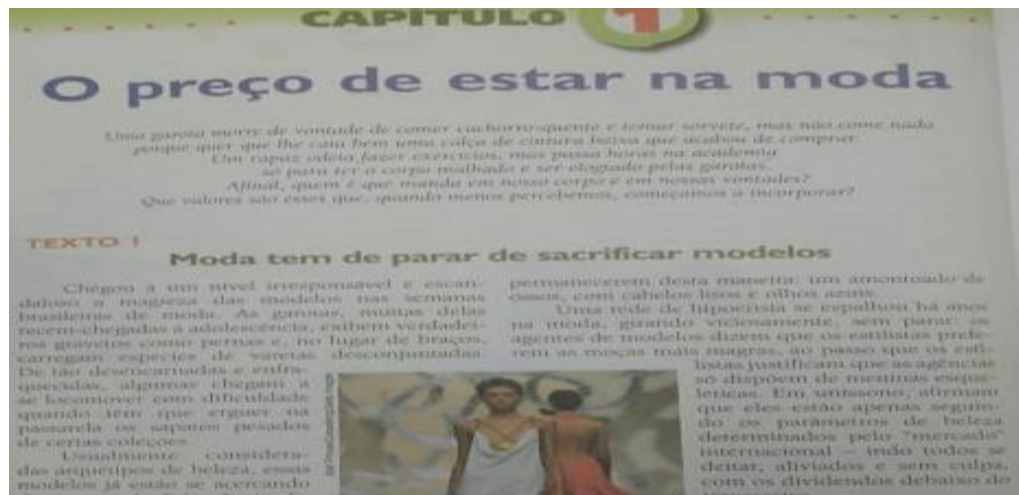 CAPÍTULO 1
O preço de estar na moda
Uma garota morre de vontade de comer cachorro-quente e tomar sorvete, mas não come nada
porque quer que lhe caia bem uma calça de cintura baixa que acabou de comprar.
Um rapaz odeia fazer exercícios, mas passa horas na academia
só para ter o corpo malhado e ser elogiado pelas garotas.
Afinal, quem é que manda em nosso corpo e em nossas vontades?
Que valores são esses que, quando menos percebemos, começamos a incorporar?
TEXTO 1
Moda tem de parar de sacrificar modelos
Chegou a um nível irresponsável e escan-
daloso a magreza das modelos nas semanas
brasileiras de moda. As garotas, muitas delas
recém-chegadas à adolescência, exibem verdadei-
ros gravetos como pernas e, no lugar de braços,
carregam espécies de varetas desconjuntadas.
De tão desencarnadas e enfra-
quecidas, algumas chegam a
se locomover com dificuldade
quando têm que erguer na
passarela os sapatos pesados
de certas coleções.
Usualmente considera-
das arquétipos de beleza, essas
modelos já estão se acercando
permanecerem desta maneira: um amontoado de
ossos, com cabelos lisos e olhos azuis.
Uma rede de hipocrisia se espalhou há anos
na moda, girando viciosamente, sem parar: os
agentes de modelos dizem que os estilistas prefe-
rem as moças mais magras, ao passo que os esti-
listas justificam que as agências
só dispõem de meninas esque-
léticas. Em uníssono, afirmam
que eles estão apenas seguin-
do os parâmetros de beleza
determinados pelo "mercado"
internacional – indo todos se
deitar, aliviados e sem culpa,
com os dividendos debaixo do